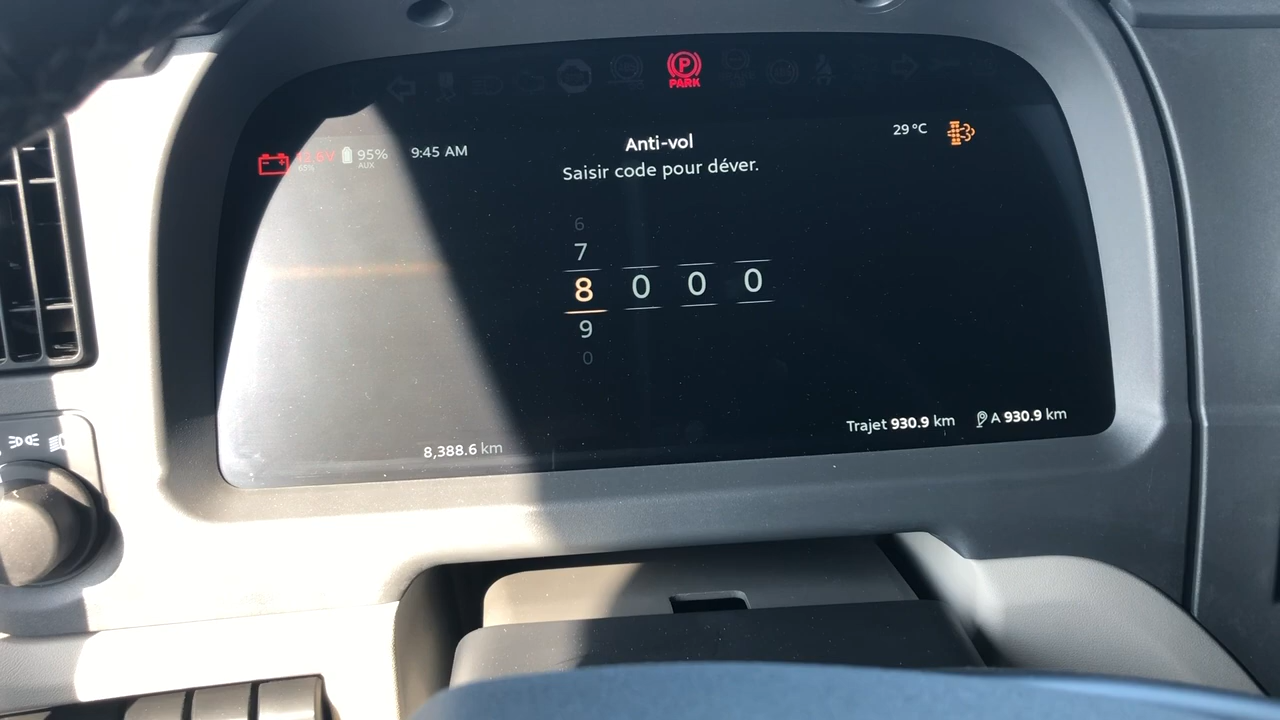 P
PARK
95%
AUX
65%
9:45 AM
Anti-vol
Saisir code pour déver.
29 °C
6
7
8 0 0 0
9
0
8,388.6 km
Trajet 930.9 km
A 930.9 km